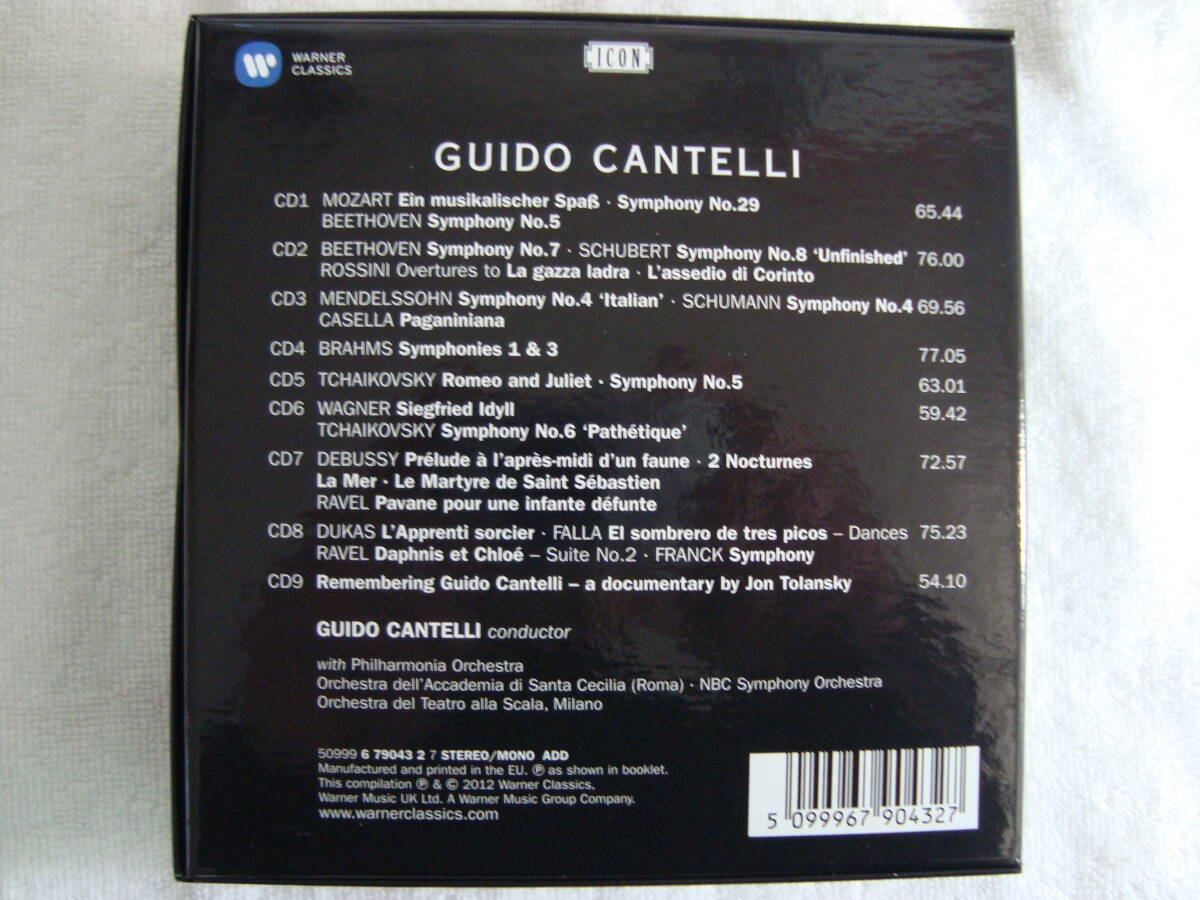 WARNER
CLASSICS
ICON
GUIDO CANTELLI
CD1 MOZART Ein musikalischer Spaß · Symphony No.29
BEETHOVEN Symphony No.5 65.44
CD2 BEETHOVEN Symphony No.7 · SCHUBERT Symphony No.8 ‘Unfinished’ 76.00
ROSSINI Overtures to La gazza ladra · L’assedio di Corinto
CD3 MENDELSSOHN Symphony No.4 ‘Italian’ · SCHUMANN Symphony No.4 69.56
CASELLA Paganiniana
CD4 BRAHMS Symphonies 1 & 3 77.05
CD5 TCHAIKOVSKY Romeo and Juliet · Symphony No.5 63.01
CD6 WAGNER Siegfried Idyll 59.42
TCHAIKOVSKY Symphony No.6 ‘Pathétique’
CD7 DEBUSSY Prélude à l’après-midi d’un faune · 2 Nocturnes 72.57
La Mer · Le Martyre de Saint Sébastien
RAVEL Pavane pour une infante défunte
CD8 DUKAS L’Apprenti sorcier · FALLA El sombrero de tres picos – Dances 75.23
RAVEL Daphnis et Chloé – Suite No.2 · FRANCK Symphony
CD9 Remembering Guido Cantelli – a documentary by Jon Tolansky 54.10
GUIDO CANTELLI conductor
with Philharmonia Orchestra
Orchestra dell’Accademia di Santa Cecilia (Roma) · NBC Symphony Orchestra
Orchestra del Teatro alla Scala, Milano
50999 6 79043 2 7 STEREO/MONO ADD
Manufactured and printed in the EU. ℗ as shown in booklet.
This compilation ℗ & © 2012 Warner Classics,
Warner Music UK Ltd. A Warner Music Group Company.
www.warnerclassics.com
5 099967 904327